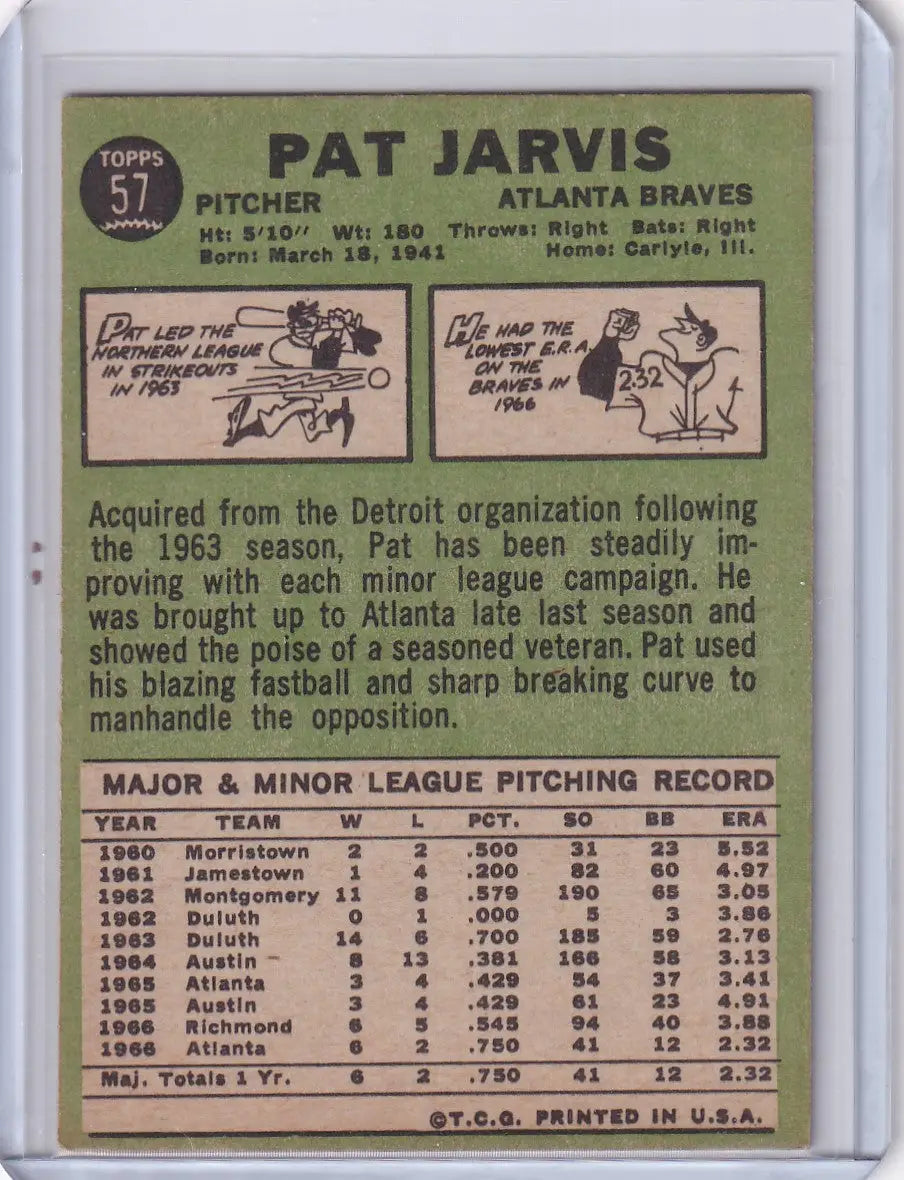 TOPPS
57
PAT JARVIS
PITCHER ATLANTA BRAVES
Ht: 5'10" Wt: 180 Throws: Right Bats: Right
Born: March 18, 1941 Home: Carlyle, Ill.
PAT LED THE
NORTHERN LEAGUE
IN STRIKEOUTS
IN 1963
HE HAD THE
LOWEST E.R.A.
ON THE
BRAVES IN
1966
2.32
Acquired from the Detroit organization following
the 1963 season, Pat has been steadily im-
proving with each minor league campaign. He
was brought up to Atlanta late last season and
showed the poise of a seasoned veteran. Pat used
his blazing fastball and sharp breaking curve to
manhandle the opposition.
MAJOR & MINOR LEAGUE PITCHING RECORD
YEAR TEAM W L PCT. SO BB ERA
1960 Morristown 2 2 .500 31 23 5.52
1961 Jamestown 1 4 .200 82 60 4.97
1962 Montgomery 11 8 .579 190 65 3.05
1962 Duluth 0 1 .000 5 3 3.86
1963 Duluth 14 6 .700 185 59 2.76
1964 Austin 8 13 .381 166 58 3.13
1965 Atlanta 3 4 .429 54 37 3.41
1965 Austin 3 4 .429 61 23 4.91
1966 Richmond 6 5 .545 94 40 3.88
1966 Atlanta 6 2 .750 41 12 2.32
Maj. Totals 1 Yr. 6 2 .750 41 12 2.32
©T.C.G. PRINTED IN U.S.A.